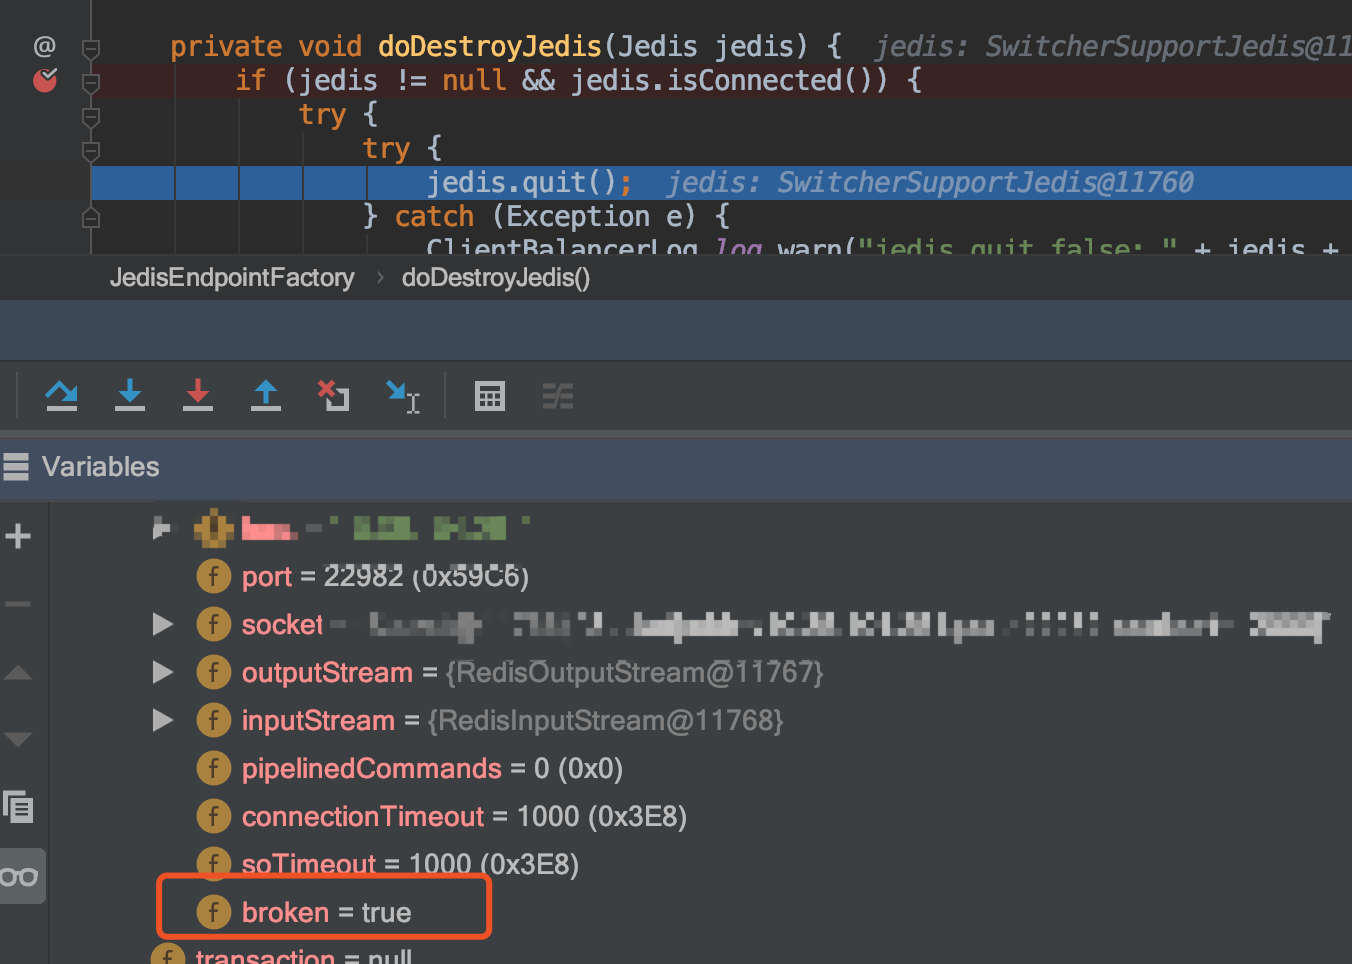 @ private void doDestroyJedis(Jedis jedis) { jedis: SwitcherSupportJedis@11
if (jedis != null && jedis.isConnected()) {
try {
try {
jedis.quit(); jedis: SwitcherSupportJedis@11760
} catch (Exception e) {
ClientBalancerLog.log.warn("jedis quit false: " + jedis +
JedisEndpointFactory › doDestroyJedis()
Variables
f port = 22982 (0x59C6)
f socket
f outputStream = {RedisOutputStream@11767}
f inputStream = {RedisInputStream@11768}
f pipelinedCommands = 0 (0x0)
f connectionTimeout = 1000 (0x3E8)
f soTimeout = 1000 (0x3E8)
f broken = true
f transaction = null